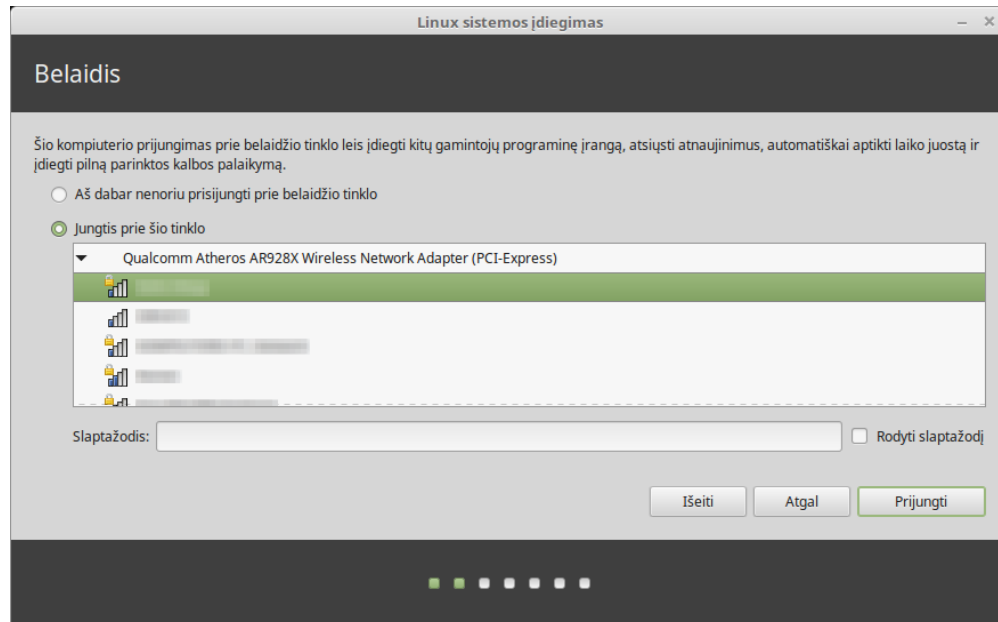 Linux sistemos įdiegimas
Belaidis
Šio kompiuterio prijungimas prie belaidžio tinklo leis įdiegti kitų gamintojų programinę įrangą, atsiųsti atnaujinimus, automatiškai aptikti laiko juostą ir
įdiegti pilną parinktos kalbos palaikymą.
Aš dabar nenoriu prisijungti prie belaidžio tinklo
Jungtis prie šio tinklo
Qualcomm Atheros AR928X Wireless Network Adapter (PCI-Express)
Slaptažodis:
Rodyti slaptažodį
Išeiti
Atgal
Prijungti